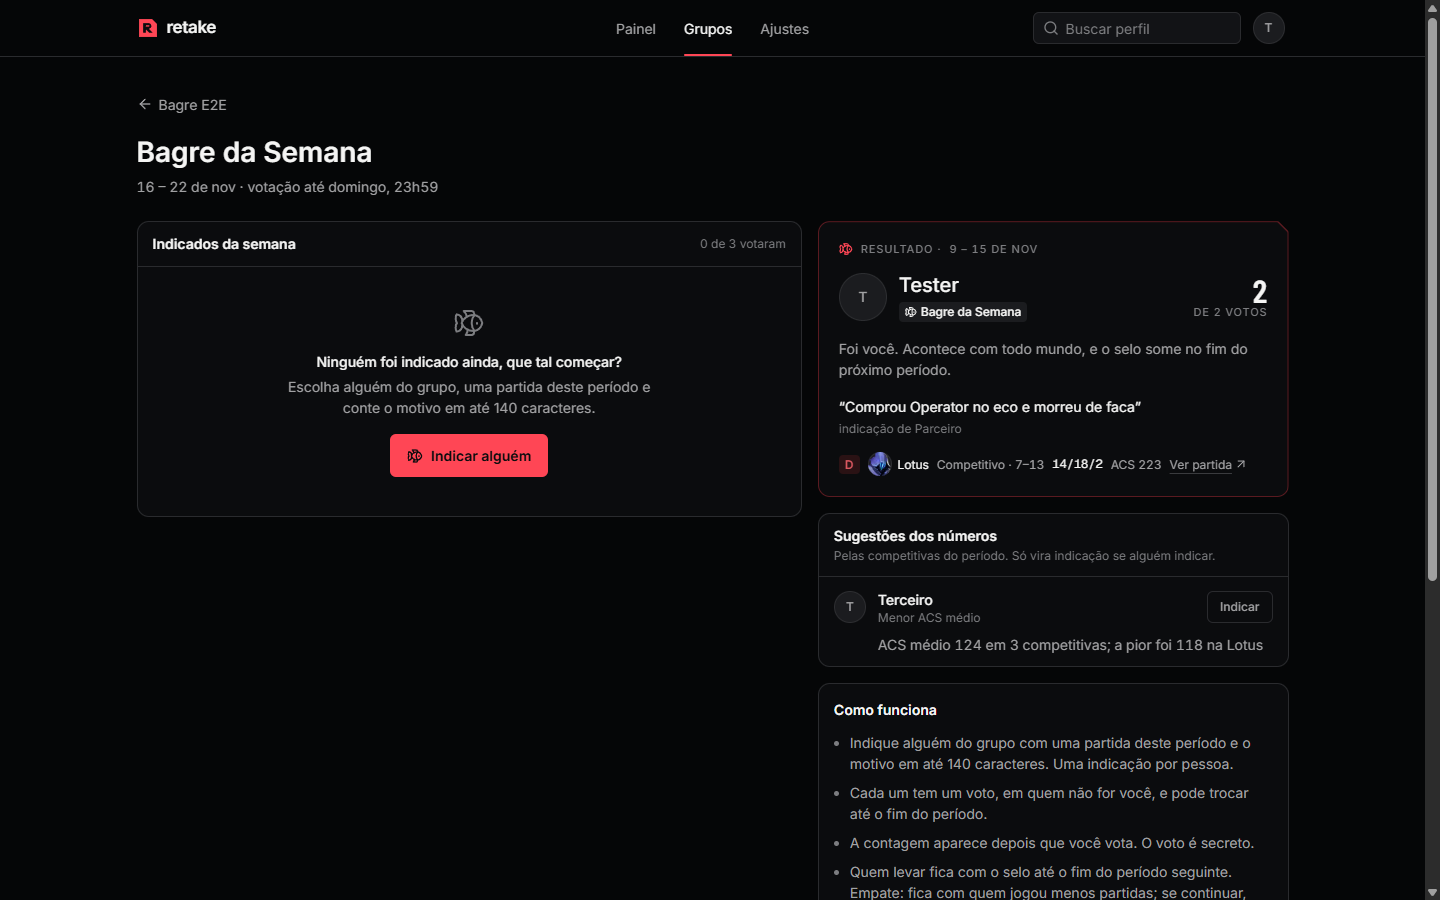 retake
Painel
Grupos
Ajustes
Buscar perfil
T
Bagre E2E
Bagre da Semana
16 – 22 de nov · votação até domingo, 23h59
Indicados da semana
0 de 3 votaram
Ninguém foi indicado ainda, que tal começar?
Escolha alguém do grupo, uma partida deste período e
conte o motivo em até 140 caracteres.
Indicar alguém
RESULTADO · 9 – 15 DE NOV
T
Tester
Bagre da Semana
2
DE 2 VOTOS
Foi você. Acontece com todo mundo, e o selo some no fim do
próximo período.
“Comprou Operator no eco e morreu de faca”
indicação de Parceiro
D Lotus Competitivo · 7–13 14/18/2 ACS 223 Ver partida
Sugestões dos números
Pelas competitivas do período. Só vira indicação se alguém indicar.
T
Terceiro
Menor ACS médio
Indicar
ACS médio 124 em 3 competitivas; a pior foi 118 na Lotus
Como funciona
Indique alguém do grupo com uma partida deste período e o
motivo em até 140 caracteres. Uma indicação por pessoa.
Cada um tem um voto, em quem não for você, e pode trocar
até o fim do período.
A contagem aparece depois que você vota. O voto é secreto.
Quem levar fica com o selo até o fim do período seguinte.
Empate: fica com quem jogou menos partidas; se continuar,